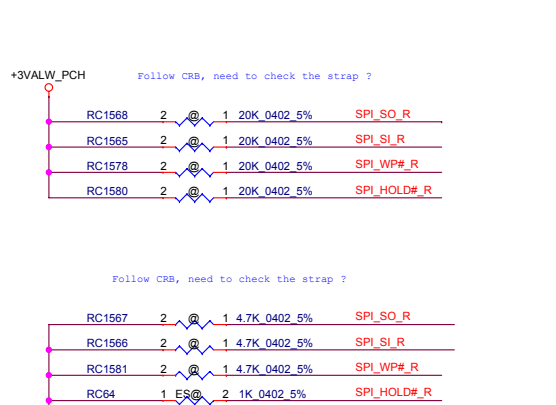 +3VALW_PCH Follow CRB, need to check the strap ?
RC1568 2 @ 1 20K_0402_5% SPI_SO_R
RC1565 2 @ 1 20K_0402_5% SPI_SI_R
RC1578 2 @ 1 20K_0402_5% SPI_WP#_R
RC1580 2 @ 1 20K_0402_5% SPI_HOLD#_R
Follow CRB, need to check the strap ?
RC1567 2 @ 1 4.7K_0402_5% SPI_SO_R
RC1566 2 @ 1 4.7K_0402_5% SPI_SI_R
RC1581 2 @ 1 4.7K_0402_5% SPI_WP#_R
RC64 1 ES@ 2 1K_0402_5% SPI_HOLD#_R